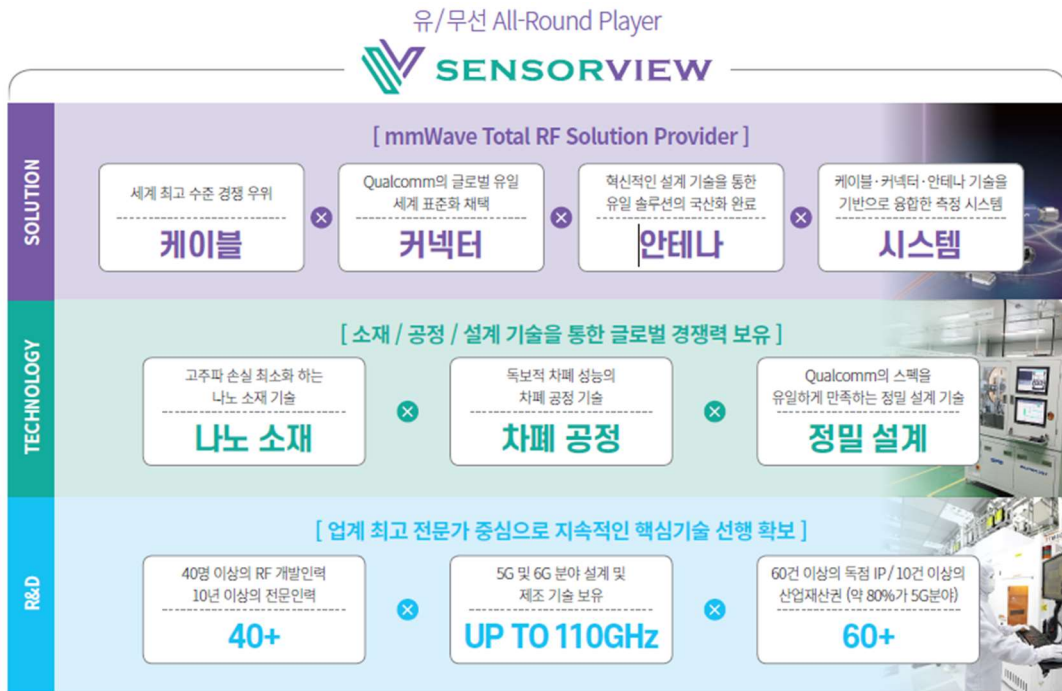 유/무선 All-Round Player
SENSORVIEW
SOLUTION
[ mmWave Total RF Solution Provider ]
세계 최고 수준 경쟁 우위
케이블
Qualcomm의 글로벌 유일
세계 표준화 채택
커넥터
혁신적인 설계 기술을 통한
유일 솔루션의 국산화 완료
안테나
케이블·커넥터·안테나 기술을
기반으로 융합한 측정 시스템
시스템
TECHNOLOGY
[ 소재 / 공정 / 설계 기술을 통한 글로벌 경쟁력 보유 ]
고주파 손실 최소화 하는
나노 소재 기술
나노 소재
독보적 차폐 성능의
차폐 공정 기술
차폐 공정
Qualcomm의 스펙을
유일하게 만족하는 정밀 설계 기술
정밀 설계
R&D
[ 업계 최고 전문가 중심으로 지속적인 핵심기술 선행 확보 ]
40명 이상의 RF 개발인력
10년 이상의 전문인력
40+
5G 및 6G 분야 설계 및
제조 기술 보유
UP TO 110GHz
60건 이상의 독점 IP / 10건 이상의
산업재산권 (약 80%가 5G분야)
60+